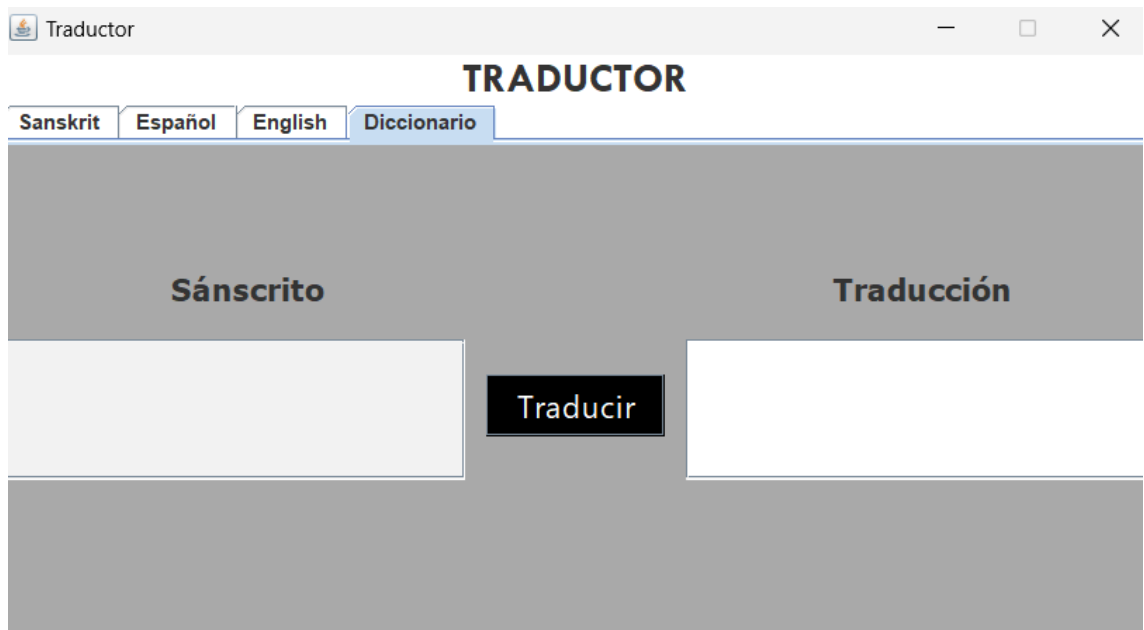 Traductor
TRADUCTOR
Sanskrit Español English Diccionario
Sánscrito Traducción
Traducir